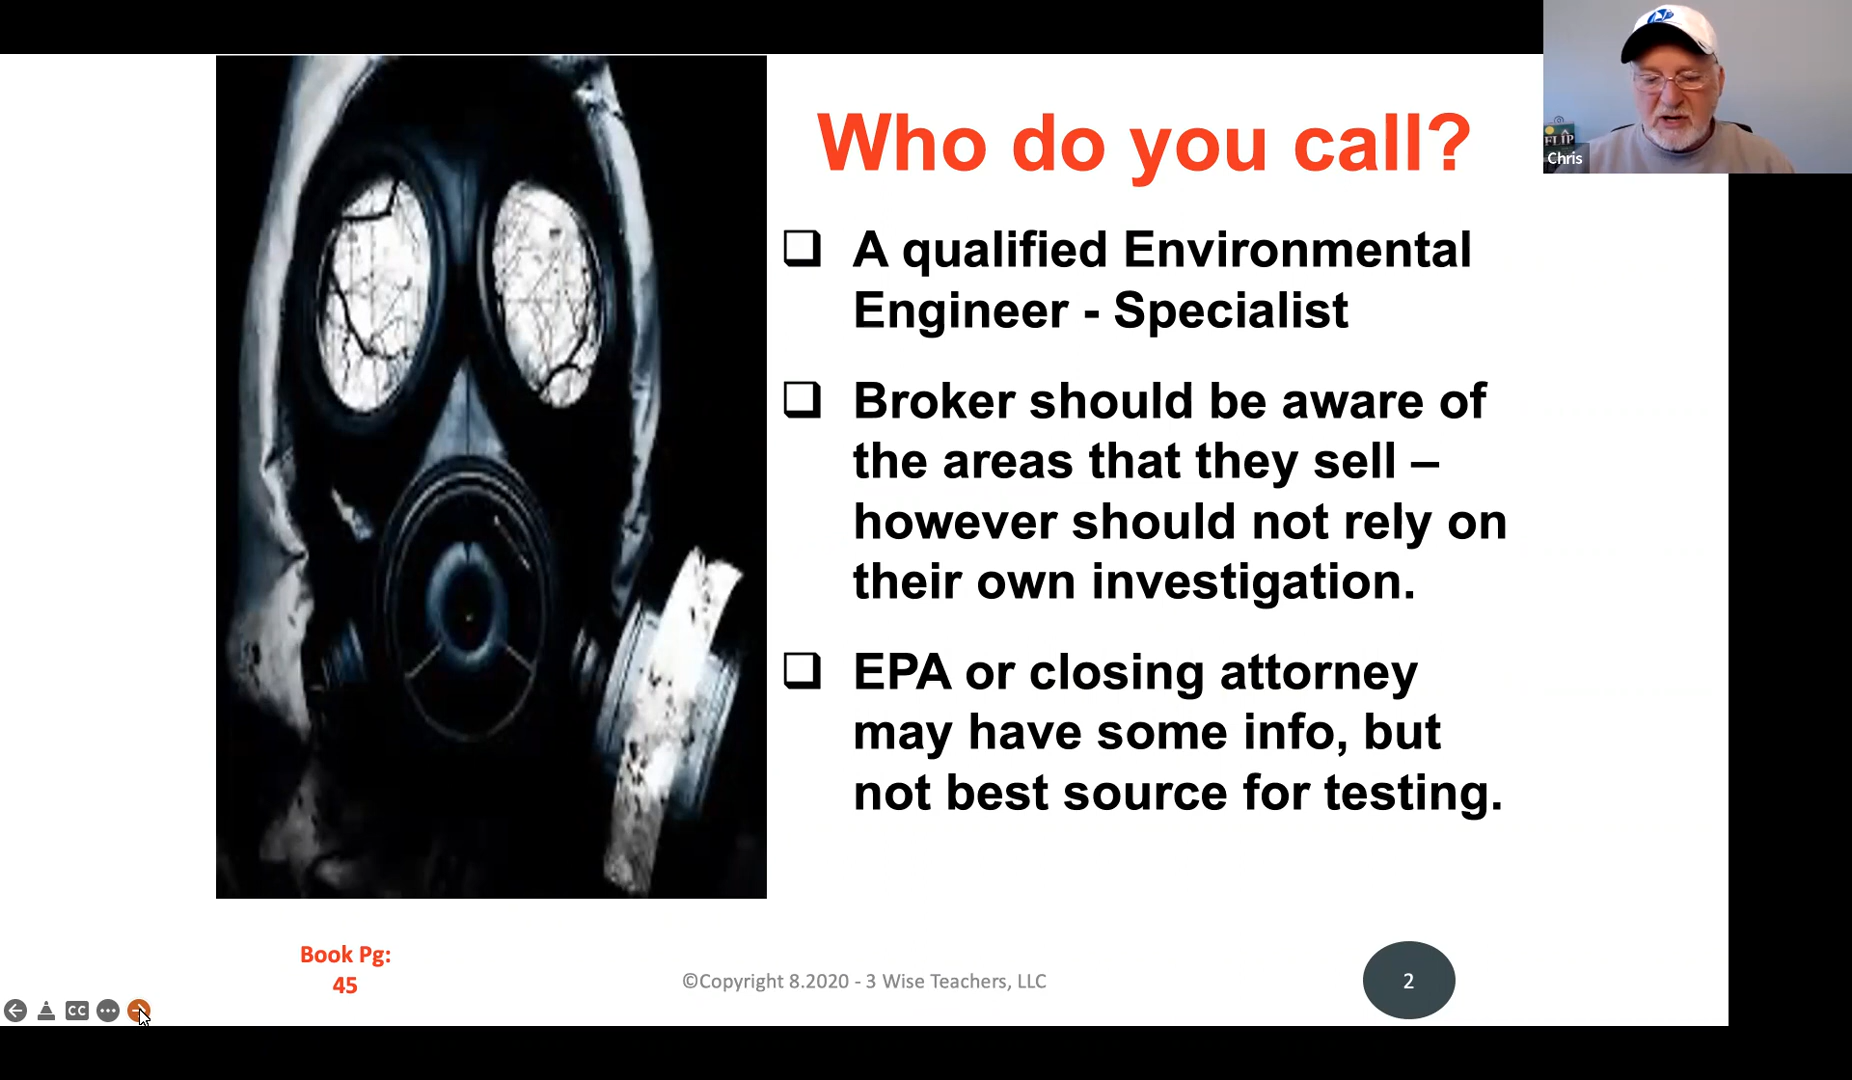 Who do you call?
A qualified Environmental
Engineer - Specialist
Broker should be aware of
the areas that they sell –
however should not rely on
their own investigation.
EPA or closing attorney
may have some info, but
not best source for testing.
Book Pg:
45
©Copyright 8.2020 - 3 Wise Teachers, LLC
2
CC
FLIP
Chris